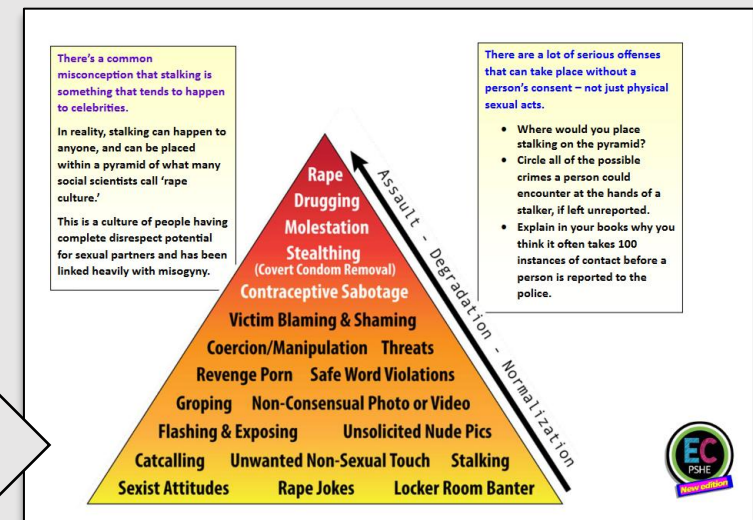 There's a common
misconception that stalking is
something that tends to happen
to celebrities.
In reality, stalking can happen to
anyone, and can be placed
within a pyramid of what many
social scientists call 'rape
culture.'
This is a culture of people having
complete disrespect potential
for sexual partners and has been
linked heavily with misogyny.
There are a lot of serious offenses
that can take place without a
person's consent – not just physical
sexual acts.
• Where would you place
stalking on the pyramid?
• Circle all of the possible
crimes a person could
encounter at the hands of a
stalker, if left unreported.
• Explain in your books why you
think it often takes 100
instances of contact before a
person is reported to the
police.
Rape
Drugging
Molestation
Stealthing
(Covert Condom Removal)
Contraceptive Sabotage
Victim Blaming & Shaming
Coercion/Manipulation Threats
Revenge Porn Safe Word Violations
Groping Non-Consensual Photo or Video
Flashing & Exposing Unsolicited Nude Pics
Catcalling Unwanted Non-Sexual Touch Stalking
Sexist Attitudes Rape Jokes Locker Room Banter
Assault - Degradation - Normalization
EC
PSHE
New edition